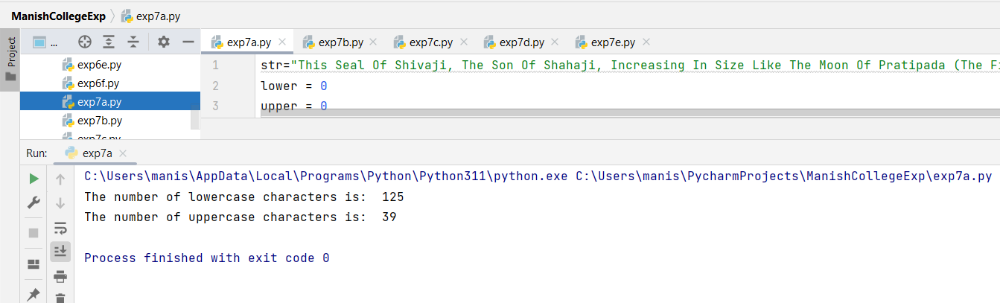 ManishCollegeExp exp7a.py
Project
...
exp7a.py exp7b.py exp7c.py exp7d.py exp7e.py
exp6e.py
exp6f.py
exp7a.py
exp7b.py
exp7c.py
1 str="This Seal Of Shivaji, The Son Of Shahaji, Increasing In Size Like The Moon Of Pratipada (The Fi
2 lower = 0
3 upper = 0
Run: exp7a
C:\Users\manis\AppData\Local\Programs\Python\Python311\python.exe C:\Users\manis\PycharmProjects\ManishCollegeExp\exp7a.py
The number of lowercase characters is:  125
The number of uppercase characters is:  39
Process finished with exit code 0